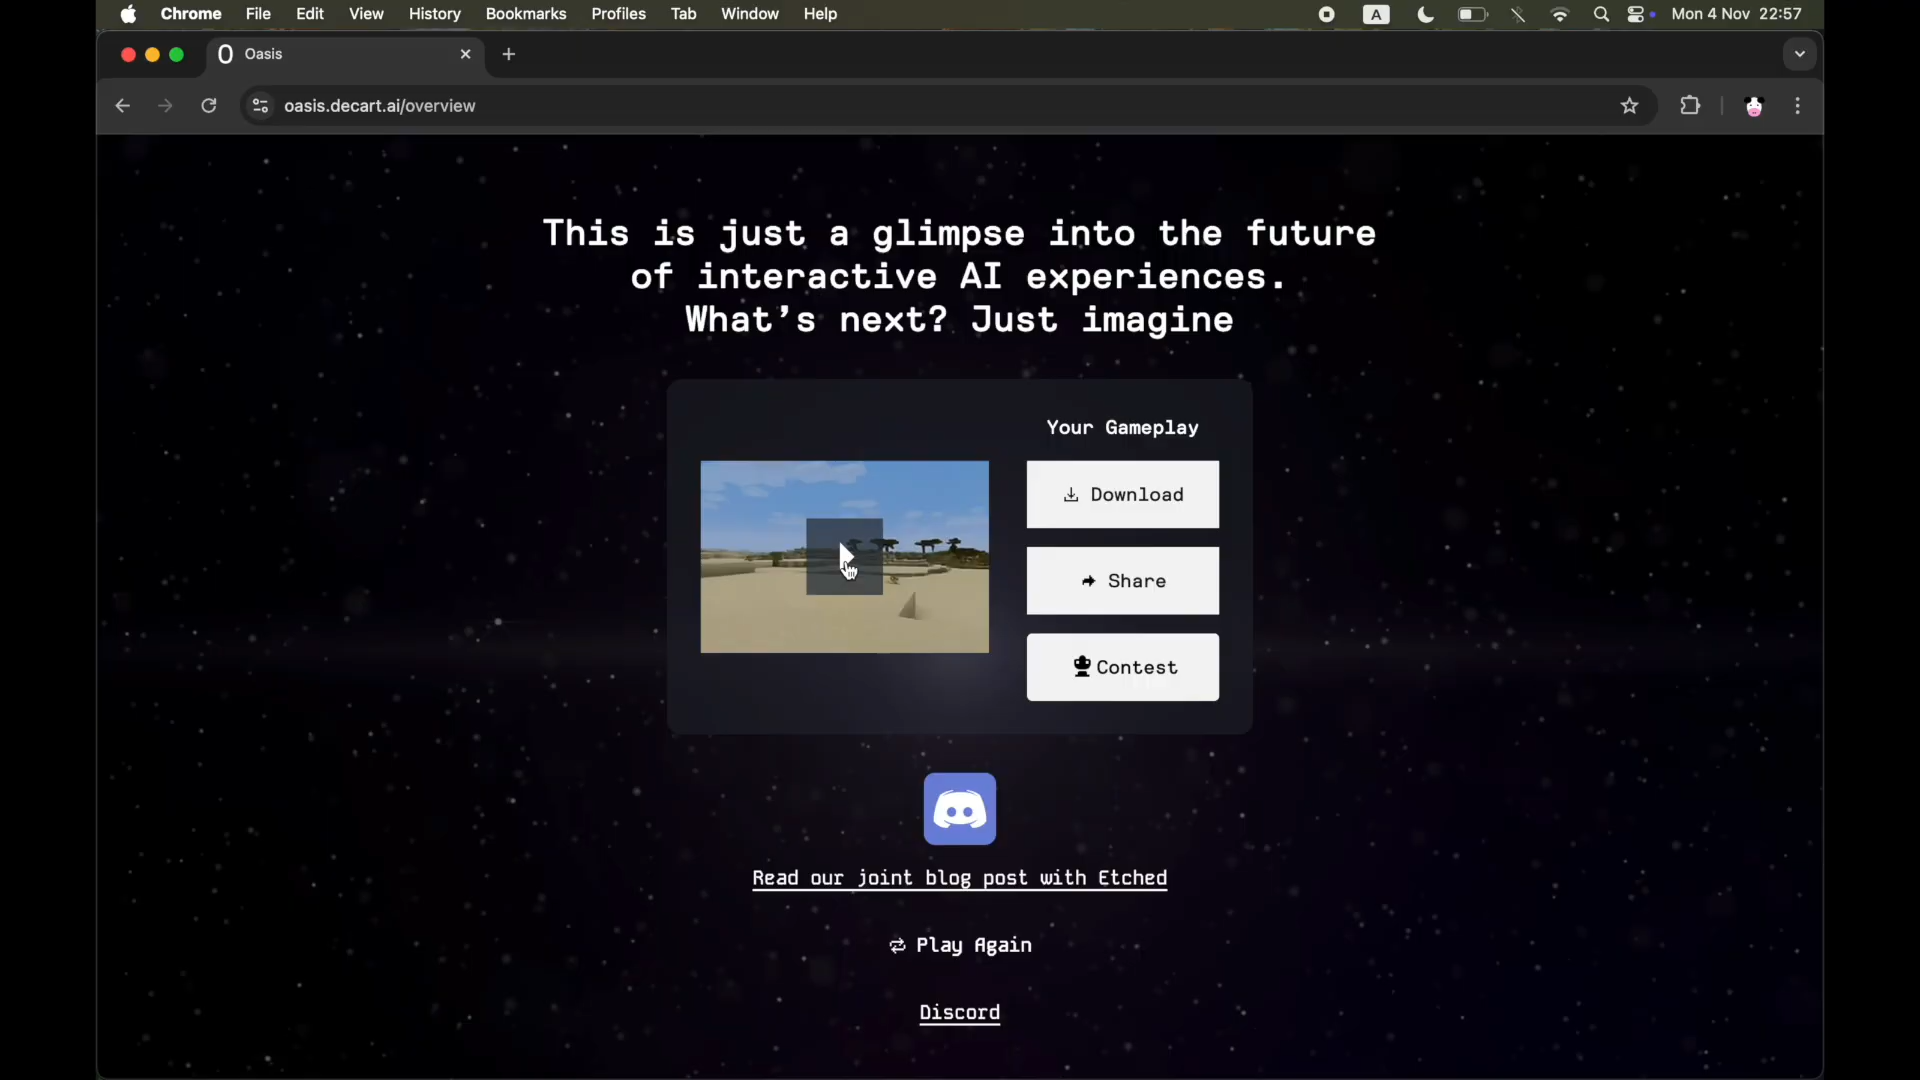 Chrome File Edit View History Bookmarks Profiles Tab Window Help A Mon 4 Nov 22:57
Oasis
oasis.decart.ai/overview
This is just a glimpse into the future
of interactive AI experiences.
What's next? Just imagine
Your Gameplay
Download
Share
Contest
Read our joint blog post with Etched
Play Again
Discord